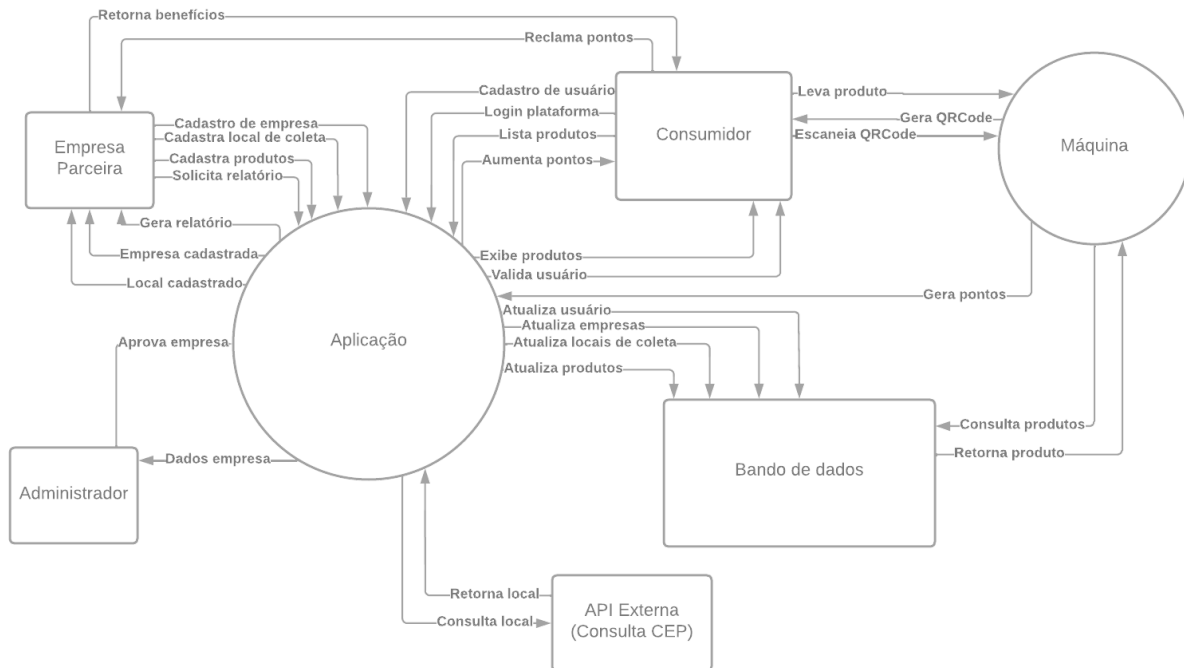 Retorna benefícios
Reclama pontos
Cadastro de usuário
Leva produto
Login plataforma
Gera QRCode
Cadastro de empresa
Cadastra local de coleta
Lista produtos
Consumidor
Escaneia QRCode
Máquina
Empresa
Parceira
Cadastra produtos
Aumenta pontos
Solicita relatório
Gera relatório
Empresa cadastrada
Exibe produtos
Valida usuário
Local cadastrado
Gera pontos
Atualiza usuário
Atualiza empresas
Aprova empresa
Aplicação
Atualiza locais de coleta
Atualiza produtos
Consulta produtos
Retorna produto
Dados empresa
Bando de dados
Administrador
Retorna local
API Externa
Consulta local
(Consulta CEP)